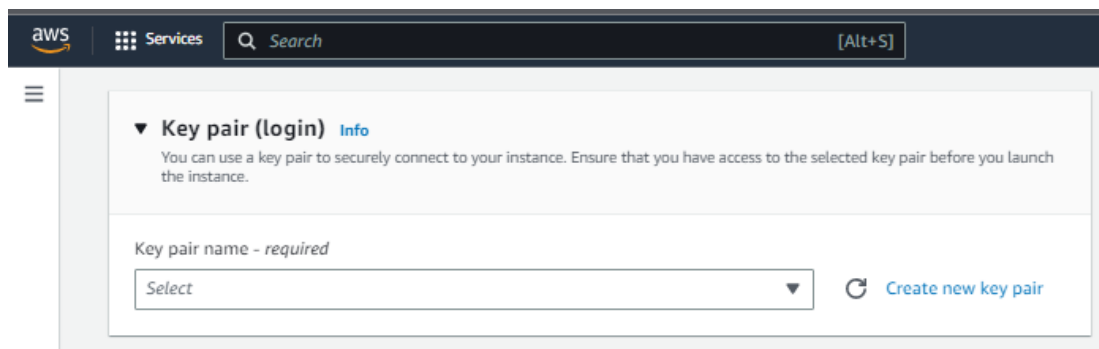 aws
Services
Search
[Alt+S]
Key pair (login) Info
You can use a key pair to securely connect to your instance. Ensure that you have access to the selected key pair before you launch
the instance.
Key pair name - required
Select
Create new key pair